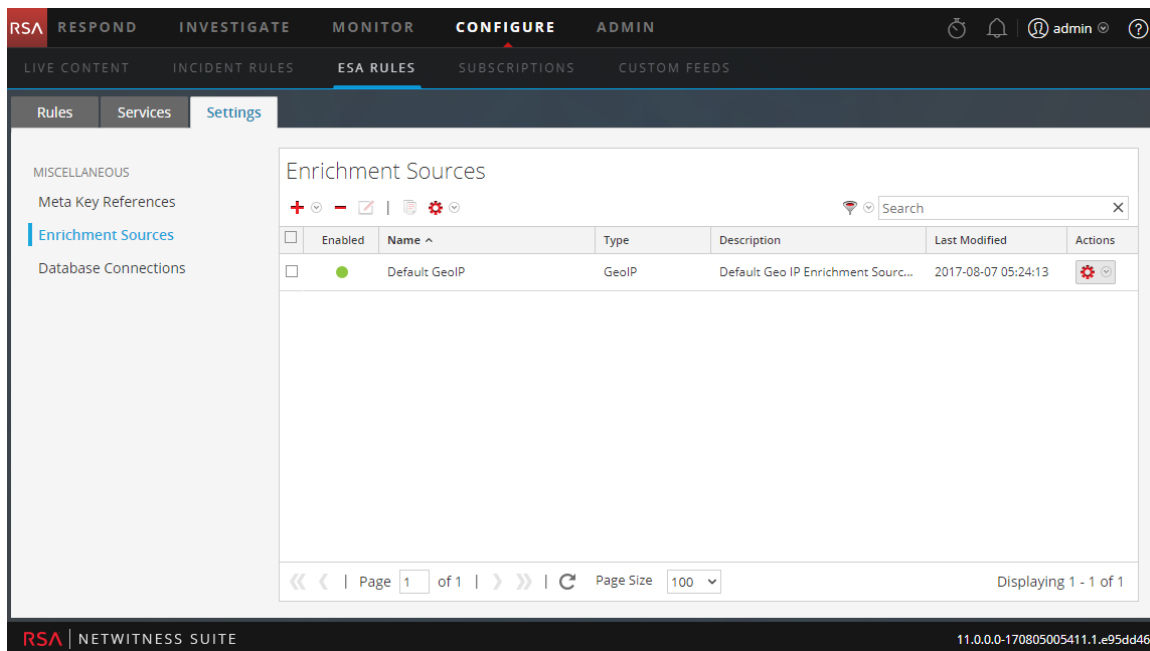 RSA RESPOND INVESTIGATE MONITOR CONFIGURE ADMIN admin ?
LIVE CONTENT INCIDENT RULES ESA RULES SUBSCRIPTIONS CUSTOM FEEDS
Rules Services Settings
MISCELLANEOUS
Meta Key References
Enrichment Sources
Database Connections
Enrichment Sources
Search
Enabled Name Type Description Last Modified Actions
Default GeoIP GeoIP Default Geo IP Enrichment Sourc... 2017-08-07 05:24:13
Page 1 of 1 Page Size 100 Displaying 1 - 1 of 1
RSA NETWITNESS SUITE 11.0.0.0-170805005411.1.e95dd46